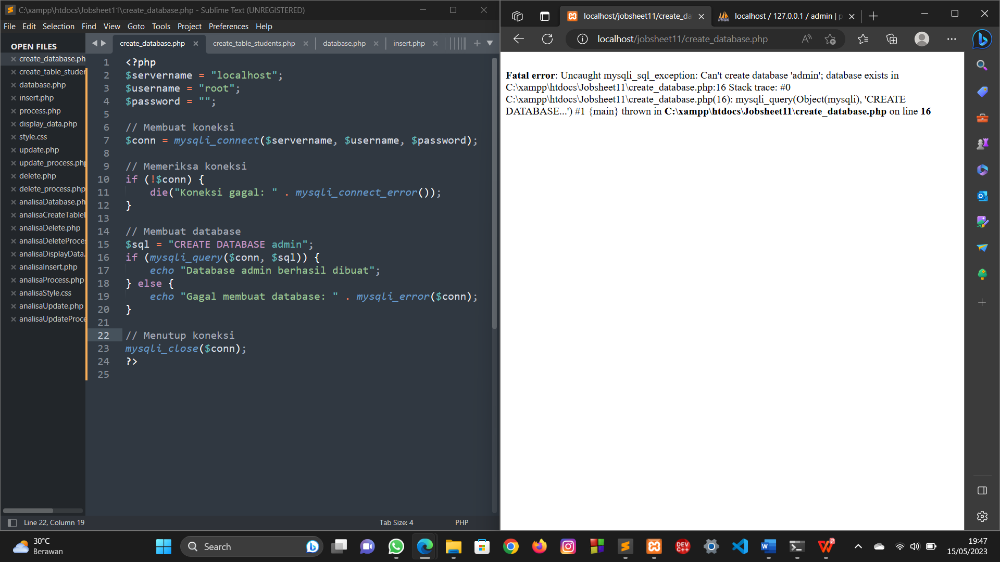 C:\xampp\htdocs\Jobsheet11\create_database.php - Sublime Text (UNREGISTERED)
File Edit Selection Find View Goto Tools Project Preferences Help
OPEN FILES
create_database.ph
create_table_studer
database.php
insert.php
process.php
display_data.php
style.css
update.php
update_process.php
delete.php
delete_process.php
analisaDatabase.ph
analisaCreateTable
analisaDelete.php
analisaDeleteProce
analisaDisplayData.
analisaInsert.php
analisaProcess.php
analisaStyle.css
analisaUpdate.php
analisaUpdateProce
create_database.php create_table_students.php database.php insert.php
1 <?php
2 $servername = "localhost";
3 $username = "root";
4 $password = "";
5
6 // Membuat koneksi
7 $conn = mysqli_connect($servername, $username, $password);
8
9 // Memeriksa koneksi
10 if (!$conn) {
11 die("Koneksi gagal: " . mysqli_connect_error());
12 }
13
14 // Membuat database
15 $sql = "CREATE DATABASE admin";
16 if (mysqli_query($conn, $sql)) {
17 echo "Database admin berhasil dibuat";
18 } else {
19 echo "Gagal membuat database: " . mysqli_error($conn);
20 }
21
22 // Menutup koneksi
23 mysqli_close($conn);
24 ?>
25
Line 22, Column 19 Tab Size: 4 PHP
localhost/jobsheet11/create_da localhost / 127.0.0.1 / admin | p
localhost/jobsheet11/create_database.php
Fatal error: Uncaught mysqli_sql_exception: Can't create database 'admin'; database exists in
C:\xampp\htdocs\Jobsheet11\create_database.php:16 Stack trace: #0
C:\xampp\htdocs\Jobsheet11\create_database.php(16): mysqli_query(Object(mysqli), 'CREATE
DATABASE...') #1 {main} thrown in C:\xampp\htdocs\Jobsheet11\create_database.php on line 16
30°C
Berawan
Search
DEV
C++
19:47
15/05/2023